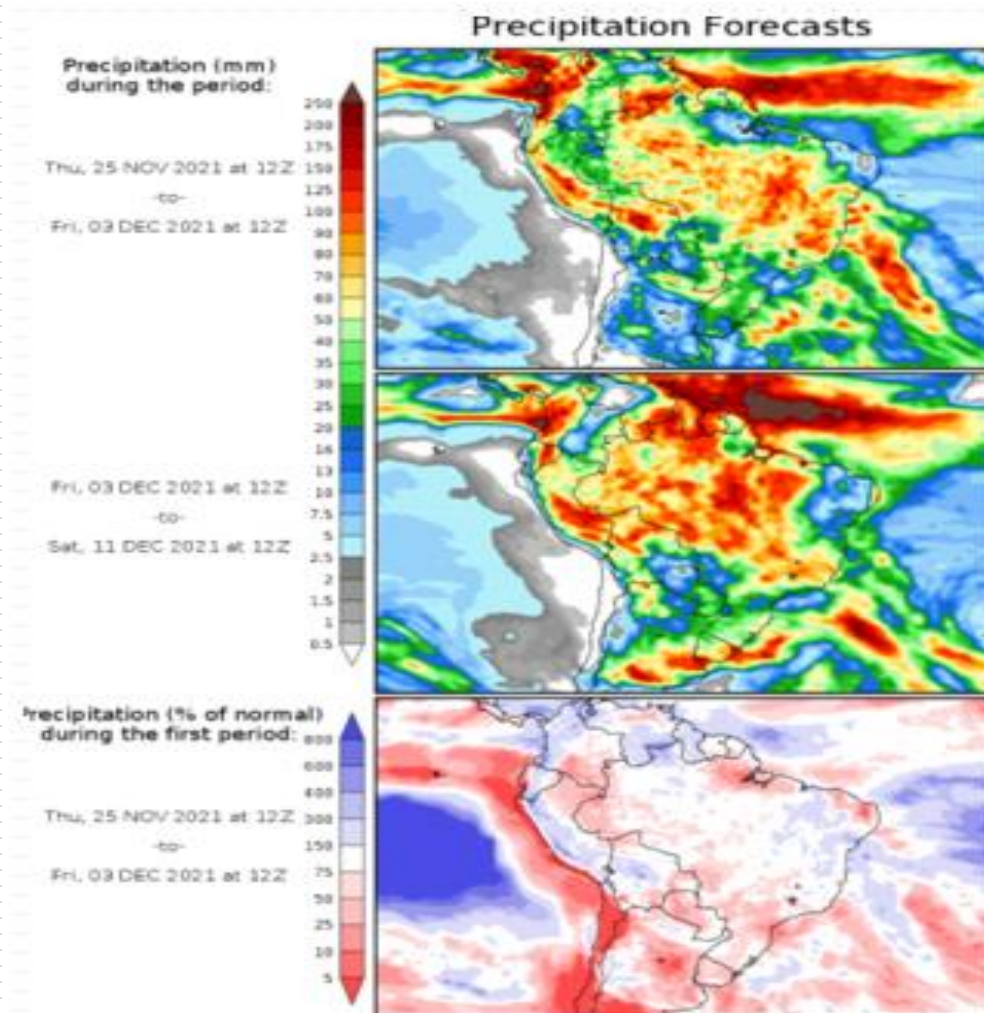 Precipitation Forecasts
Precipitation (mm)
during the period:
Thu, 25 NOV 2021 at 12Z
-to-
Fri, 03 DEC 2021 at 12Z
250
200
175
150
125
100
90
80
70
60
50
40
35
30
25
20
16
13
10
7.5
5
2.5
2
1.5
1
0.5
Fri, 03 DEC 2021 at 12Z
-to-
Sat, 11 DEC 2021 at 12Z
Precipitation (% of normal)
during the first period:
Thu, 25 NOV 2021 at 12Z
-to-
Fri, 03 DEC 2021 at 12Z
800
600
400
300
150
75
50
25
10
5